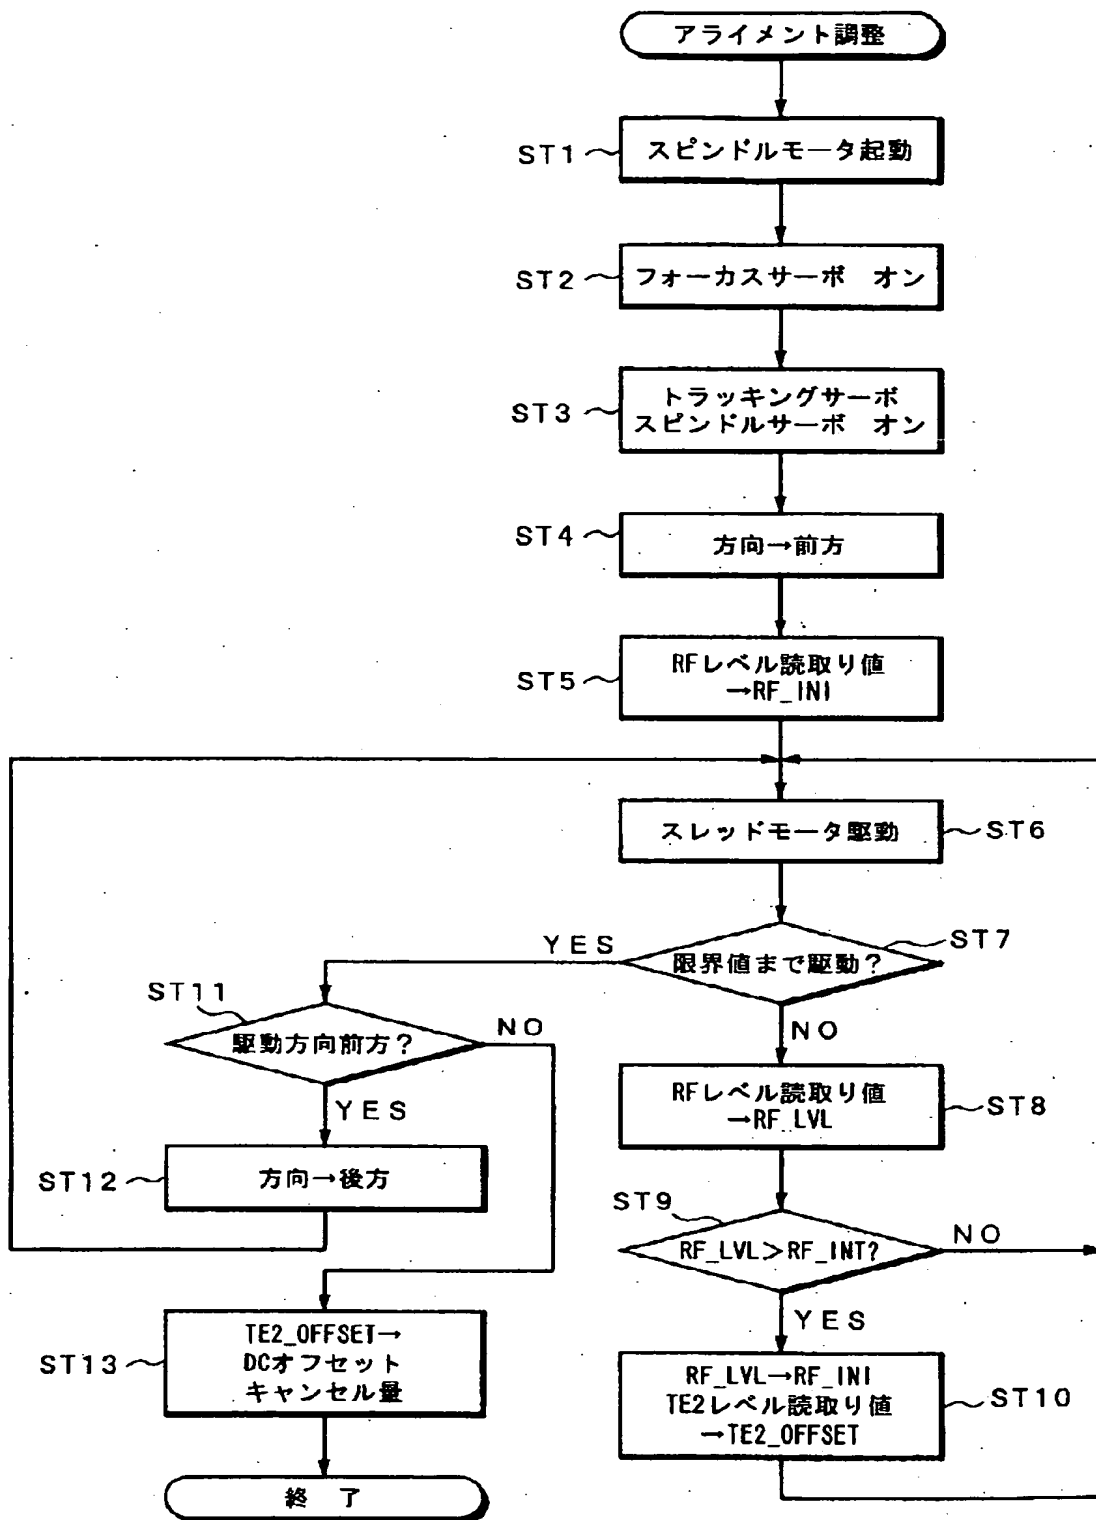 アライメント調整
ST1
スピンドルモータ起動
ST2
フォーカスサーボ オン
ST3
トラッキングサーボ
スピンドルサーボ オン
ST4
方向→前方
ST5
RFレベル読取り値
→RF_INI
スレッドモータ駆動
ST6
ST7
限界値まで駆動?
YES
NO
ST11
駆動方向前方?
NO
YES
ST12
方向→後方
RFレベル読取り値
→RF_LVL
ST8
ST9
RF_LVL>RF_INT?
NO
YES
RF_LVL→RF_INI
TE2レベル読取り値
→TE2_OFFSET
ST10
ST13
TE2_OFFSET→
DCオフセット
キャンセル量
終 了